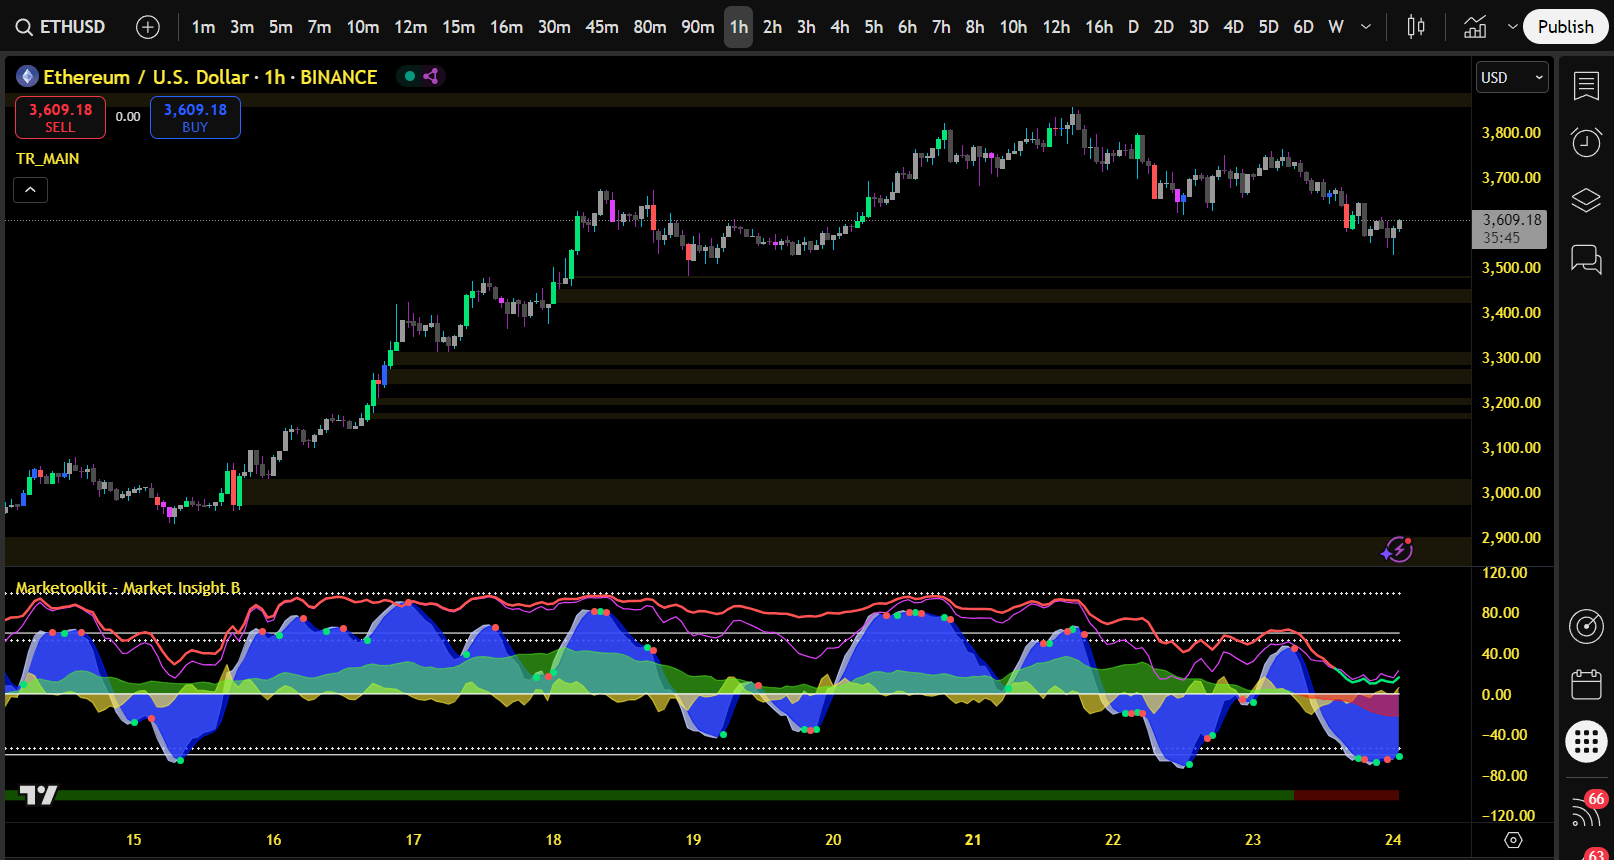 ETHUSD 1m 3m 5m 7m 10m 12m 15m 16m 30m 45m 80m 90m 1h 2h 3h 4h 5h 6h 7h 8h 10h 12h 16h D 2D 3D 4D 5D 6D W Publish
Ethereum / U.S. Dollar · 1h · BINANCE
USD
3,609.18
SELL
0.00
3,609.18
BUY
TR_MAIN
3,800.00
3,700.00
3,609.18
35:45
3,500.00
3,400.00
3,300.00
3,200.00
3,100.00
3,000.00
2,900.00
Marketoolkit - Market Insight B
120.00
80.00
40.00
0.00
−40.00
−80.00
−120.00
15 16 17 18 19 20 21 22 23 24
66
63